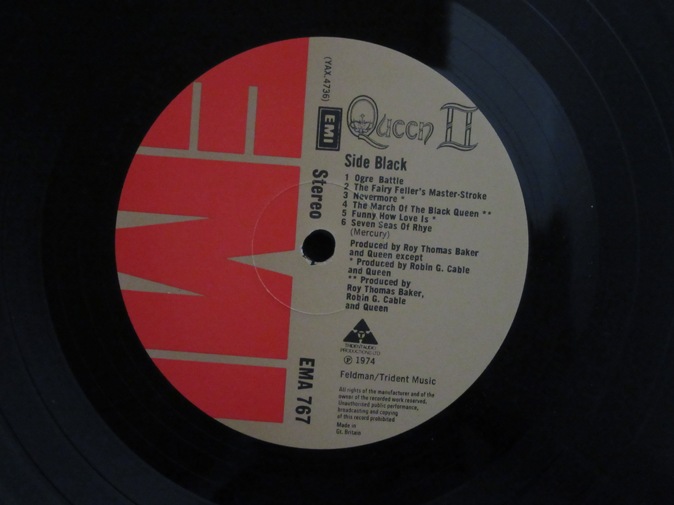 EMI
(YAX.4736)
EMI
Stereo
EMA 767
Queen II
Side Black
1 Ogre Battle
2 The Fairy Feller's Master-Stroke
3 Nevermore *
4 The March Of The Black Queen **
5 Funny How Love Is *
6 Seven Seas Of Rhye
(Mercury)
Produced by Roy Thomas Baker
and Queen except
* Produced by Robin G. Cable
and Queen
** Produced by
Roy Thomas Baker,
Robin G. Cable
and Queen
TRIDENT AUDIO
PRODUCTIONS LTD
℗ 1974
Feldman/Trident Music
All rights of the manufacturer and of the
owner of the recorded work reserved.
Unauthorised public performance,
broadcasting and copying
of this record prohibited
Made in
Gt. Britain